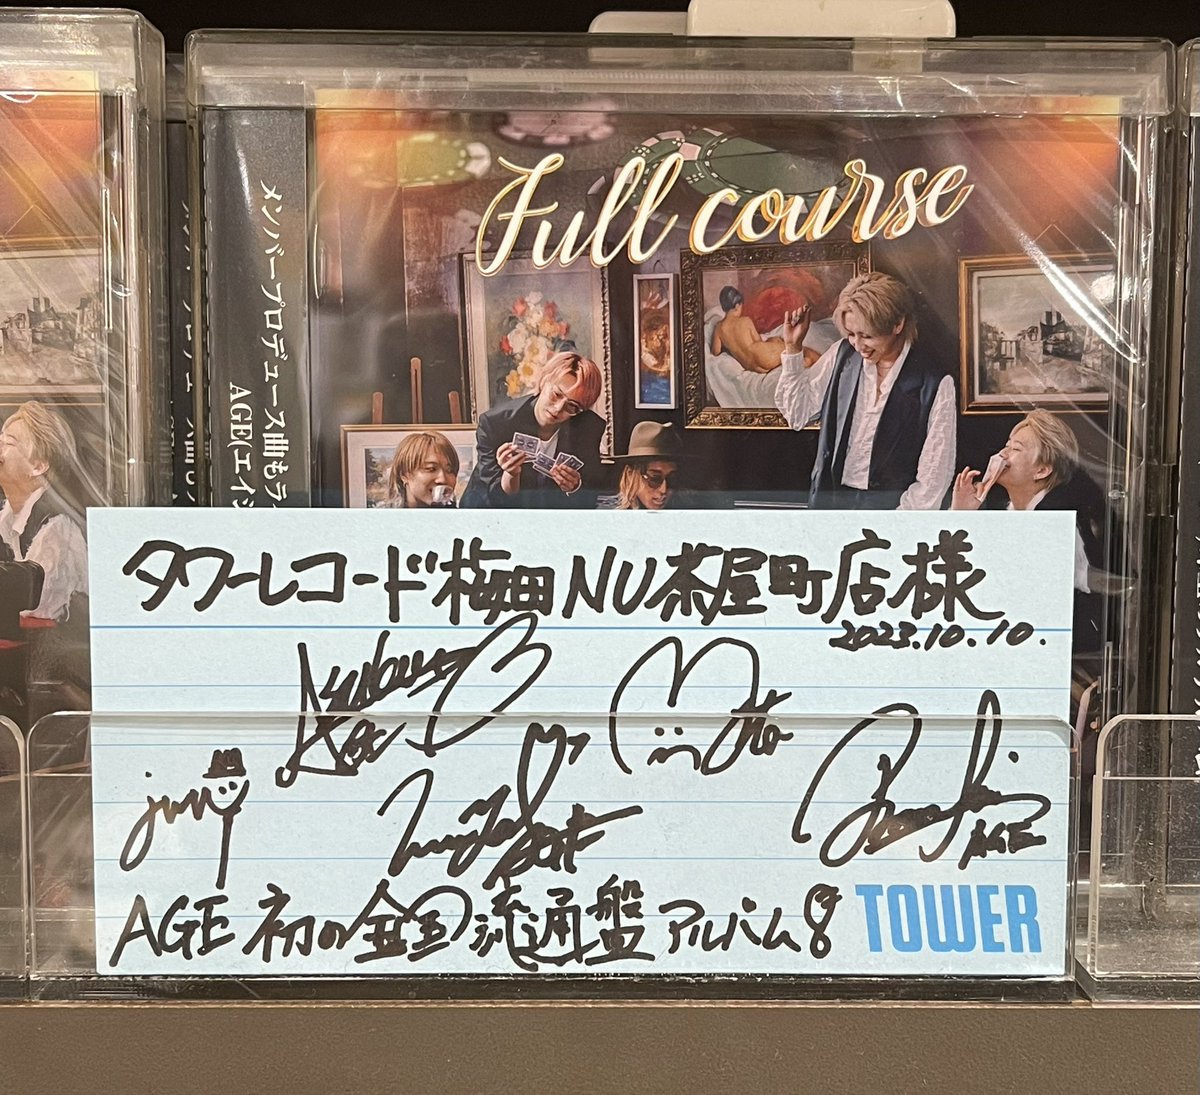 Full course
メンバープロデュース曲もラ
AGE(エイジ
タワーレコード梅田NU茶屋町店様
2023.10.10.
jun
AGE
AGE初の全国流通盤アルバム
TOWER